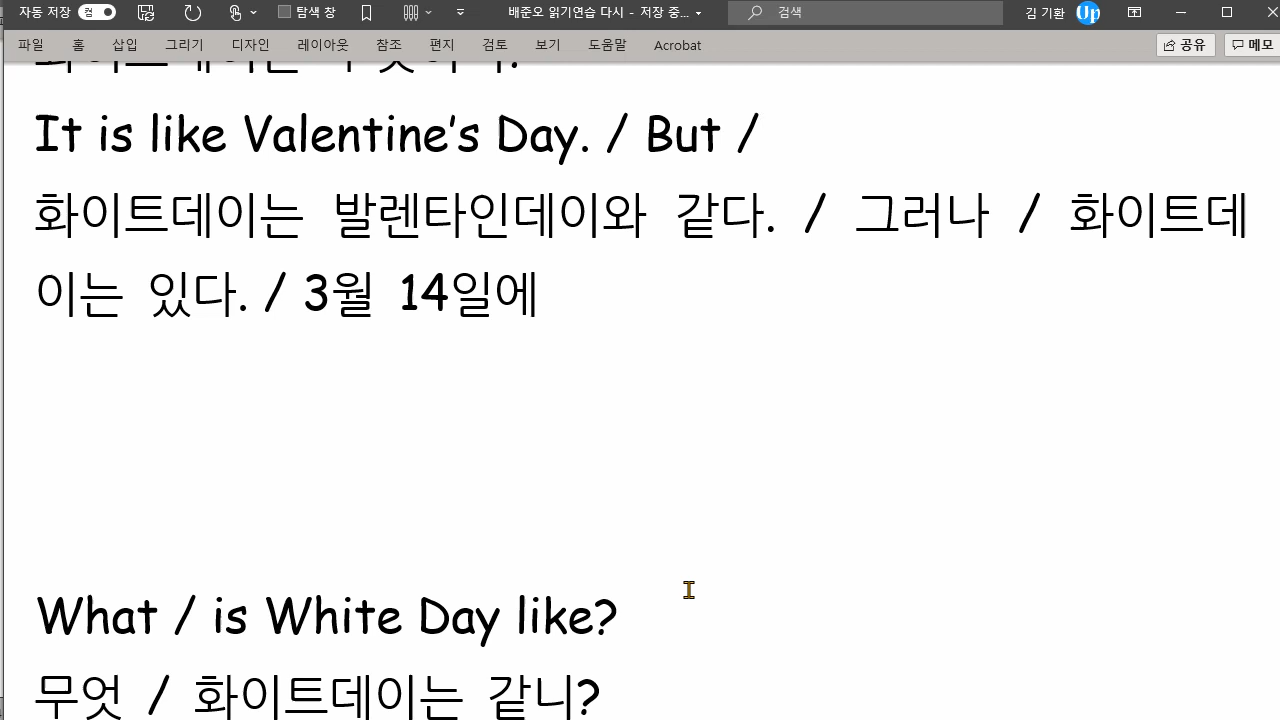 자동 저장 컴 탐색 창 배준오 읽기연습 다시 - 저장 중... 검색 김 기환 Up
파일 홈 삽입 그리기 디자인 레이아웃 참조 편지 검토 보기 도움말 Acrobat 공유 메모
It is like Valentine's Day. / But /
화이트데이는 발렌타인데이와 같다. / 그러나 / 화이트데
이는 있다. / 3월 14일에
What / is White Day like?
무엇 / 화이트데이는 같니?